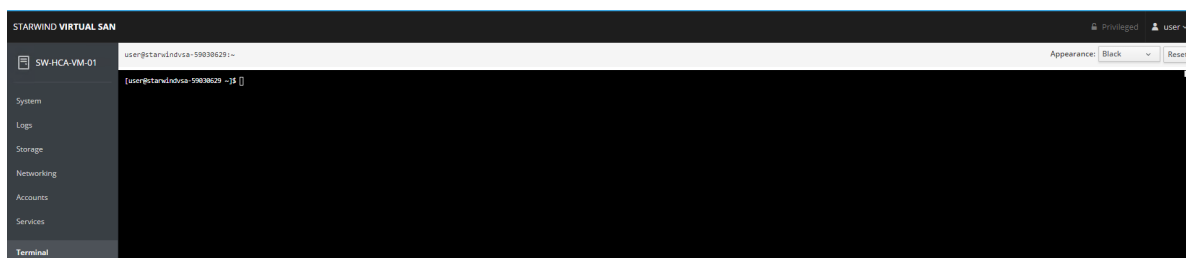 STARWIND VIRTUAL SAN
Privileged
user
SW-HCA-VM-01
user@starwindvsa-59030629:~
Appearance: Black
Reset
[user@starwindvsa-59030629 ~]$
System
Logs
Storage
Networking
Accounts
Services
Terminal